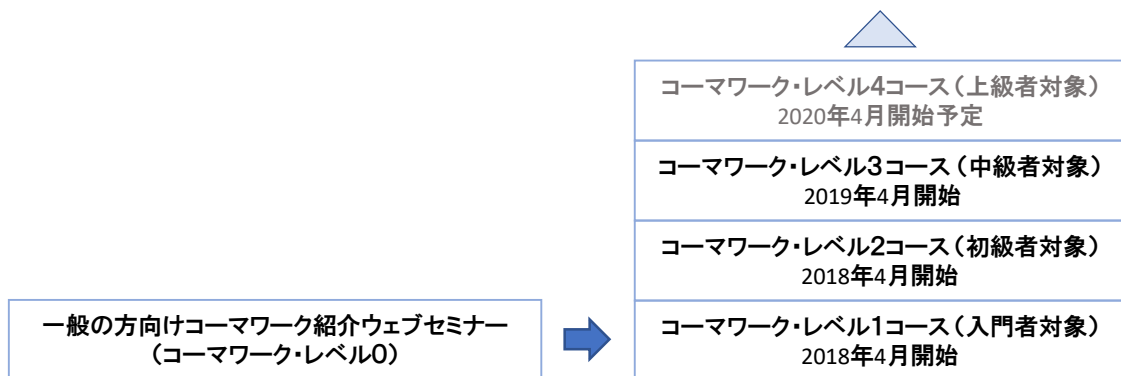 コーマワーク・レベル4コース（上級者対象）
2020年4月開始予定
コーマワーク・レベル3コース（中級者対象）
2019年4月開始
コーマワーク・レベル2コース（初級者対象）
2018年4月開始
一般の方向けコーマワーク紹介ウェブセミナー
（コーマワーク・レベル0）
コーマワーク・レベル1コース（入門者対象）
2018年4月開始